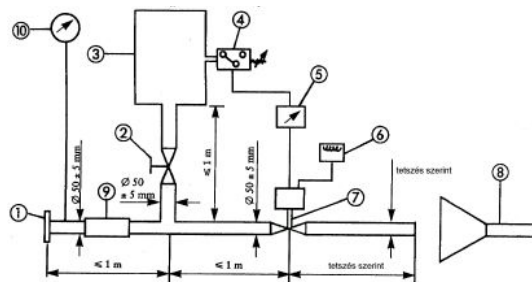 10
3
4
5
6
2
≤ 1 m
Ø 50 ± 5 mm
9
Ø 50
± 5 mm
Ø 50 ± 5 mm
tetszés szerint
8
7
1
≤ 1 m
≤ 1 m
tetszés szerint